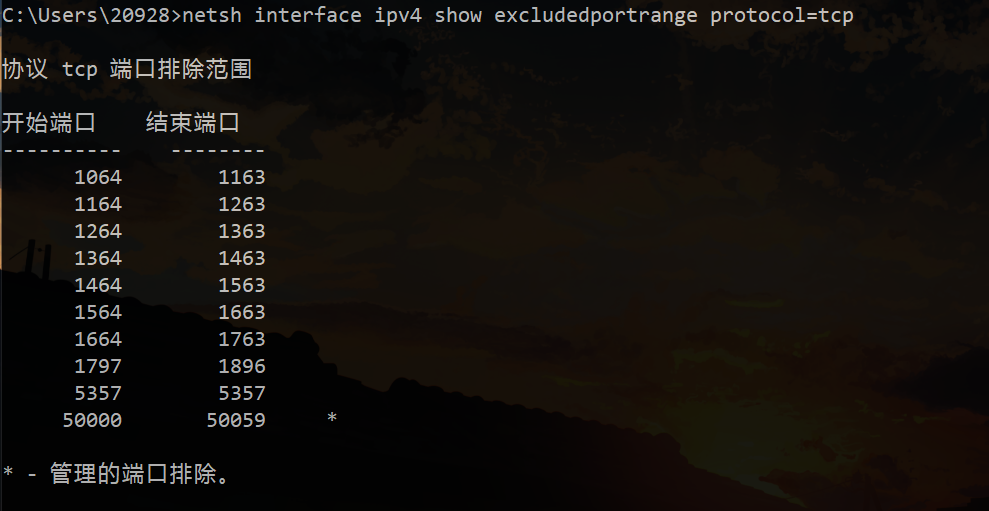 C:\Users\20928>netsh interface ipv4 show excludedportrange protocol=tcp
协议 tcp 端口排除范围
开始端口    结束端口
----------    --------
      1064        1163
      1164        1263
      1264        1363
      1364        1463
      1464        1563
      1564        1663
      1664        1763
      1797        1896
      5357        5357
     50000       50059     *
* - 管理的端口排除。